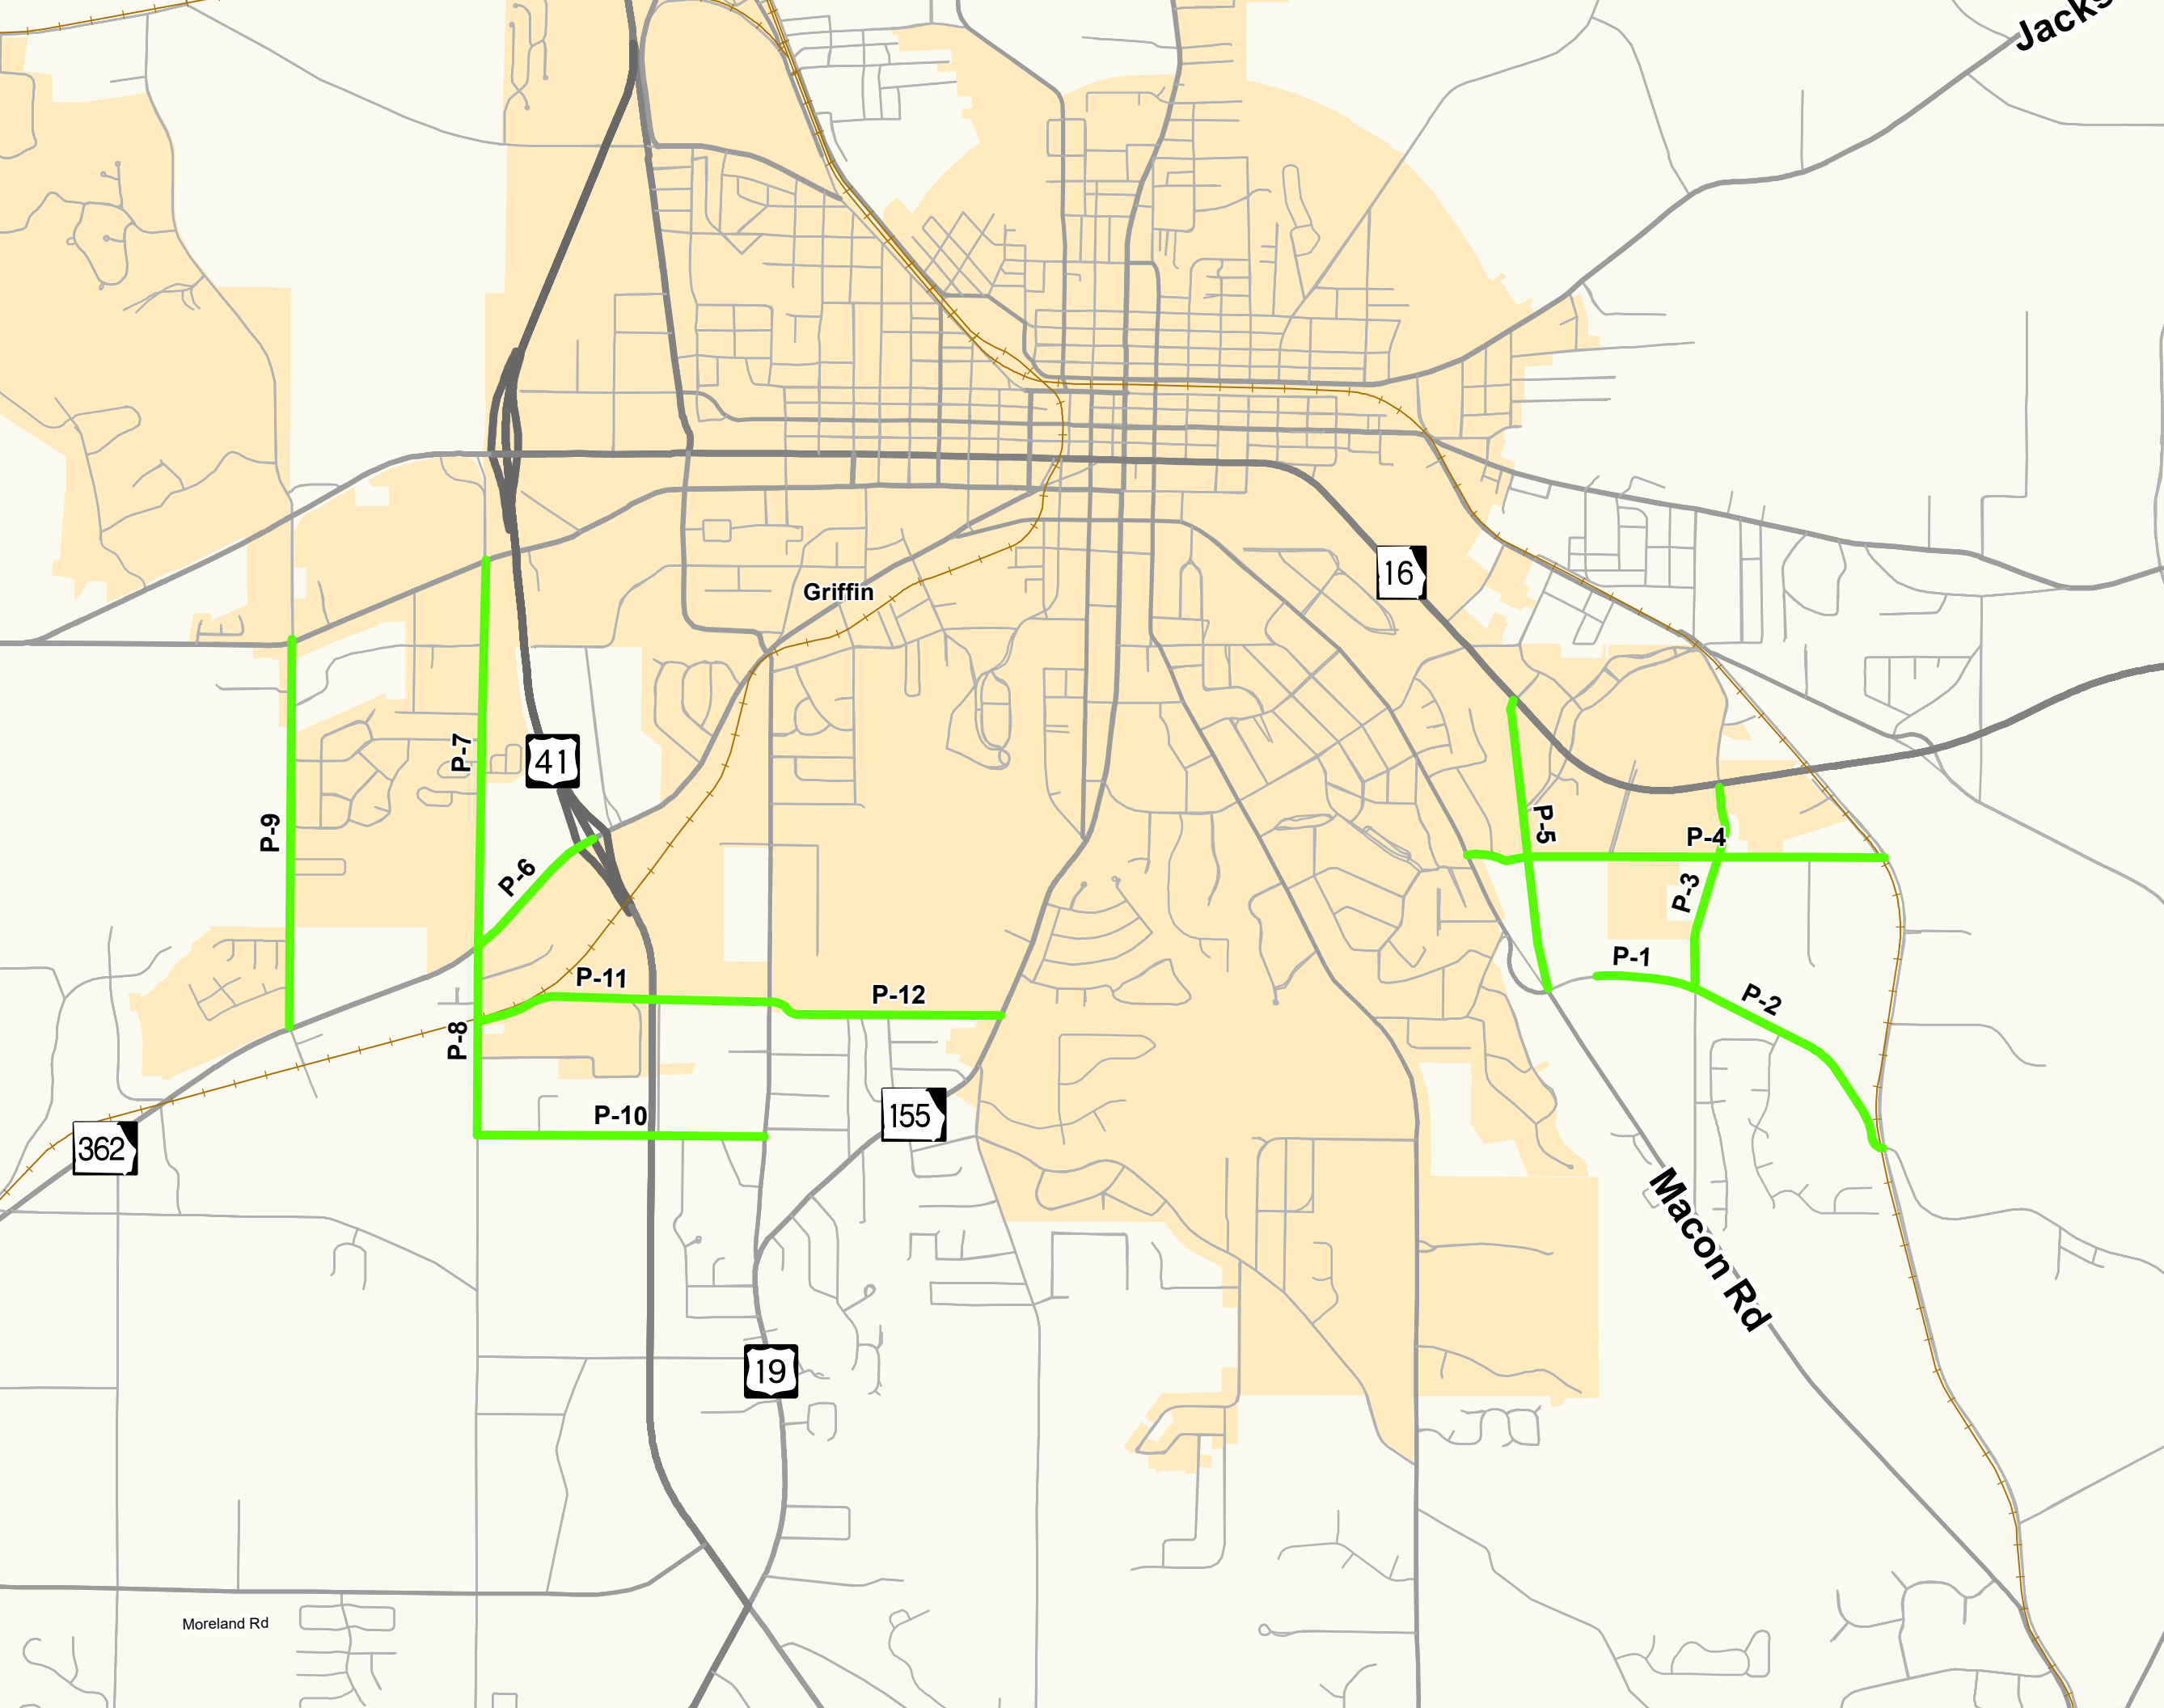 Jacks
16
Griffin
41
P-7
P-9
P-5
P-4
P-6
P-3
P-1
P-11
P-12
P-2
P-8
P-10
155
362
Macon Rd
19
Moreland Rd